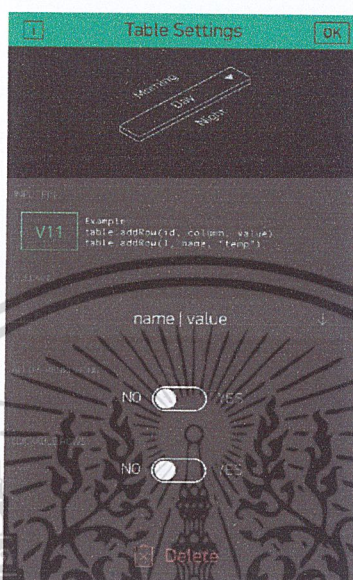 i
Table Settings
OK
Morning
Day
Night
V11
Example
table.addRow(id, column, value)
table.addRow(1, name, "temp")
name | value
NO YES
NO YES
Delete